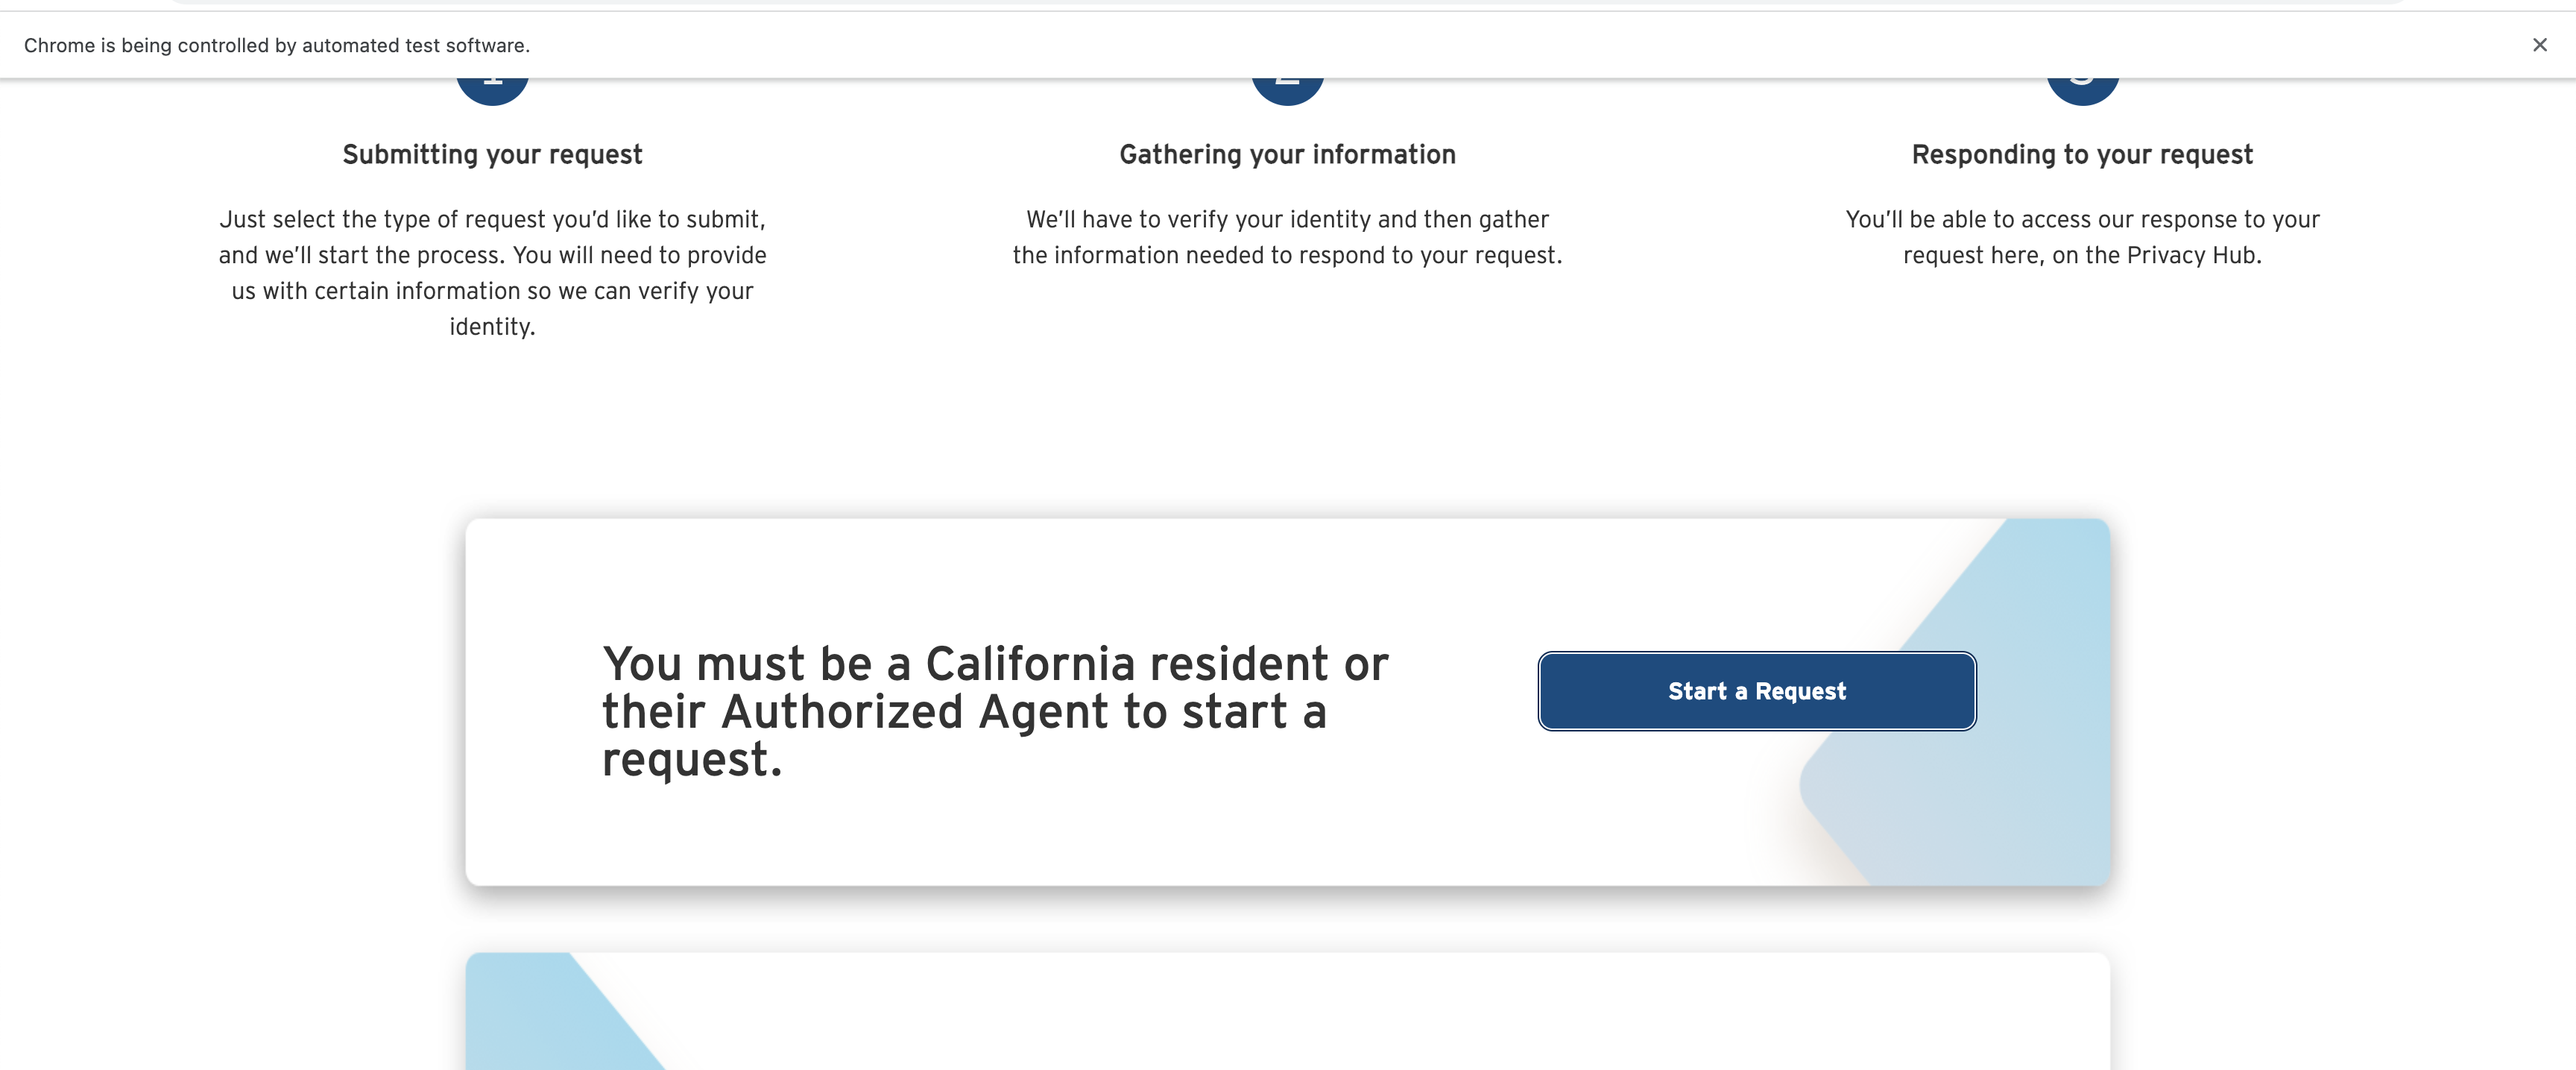 Chrome is being controlled by automated test software.
Submitting your request
Just select the type of request you’d like to submit,
and we’ll start the process. You will need to provide
us with certain information so we can verify your
identity.
Gathering your information
We’ll have to verify your identity and then gather
the information needed to respond to your request.
Responding to your request
You’ll be able to access our response to your
request here, on the Privacy Hub.
You must be a California resident or
their Authorized Agent to start a
request.
Start a Request